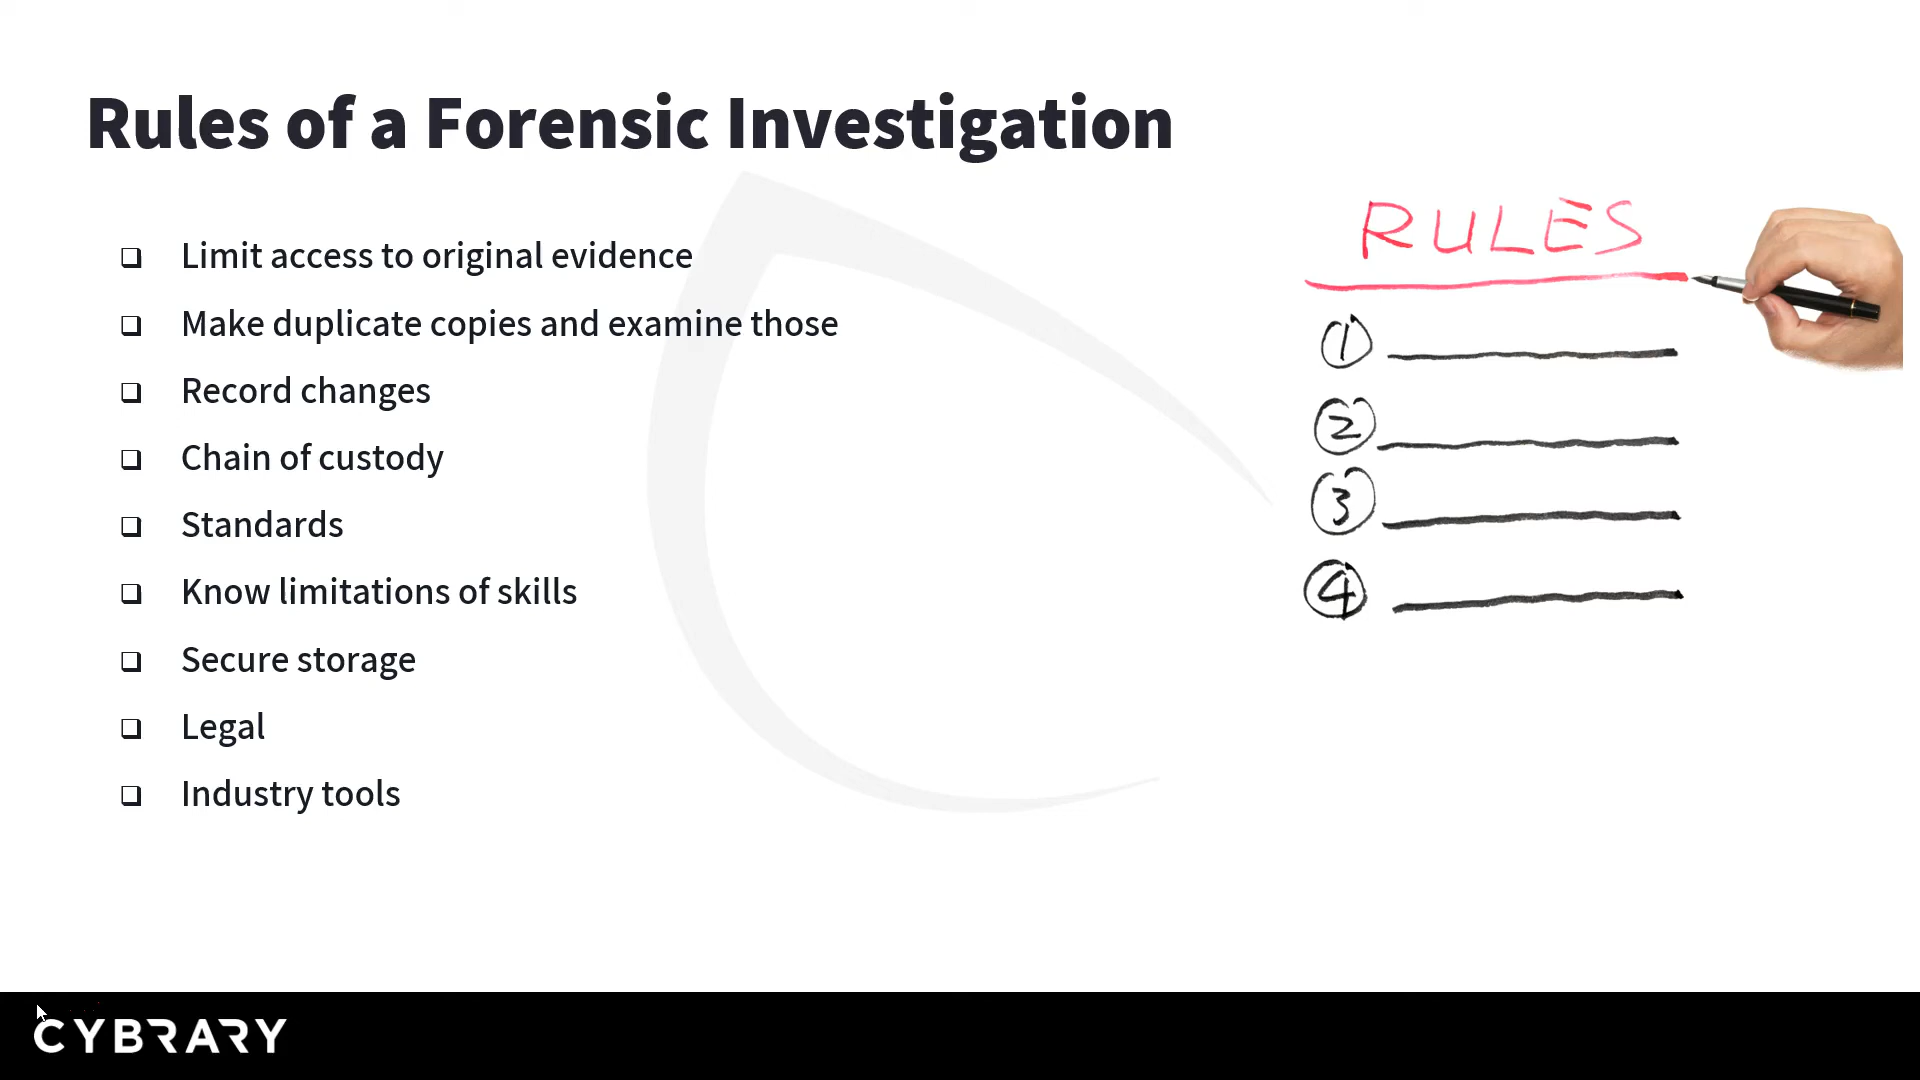 Rules of a Forensic Investigation
❑ Limit access to original evidence
❑ Make duplicate copies and examine those
❑ Record changes
❑ Chain of custody
❑ Standards
❑ Know limitations of skills
❑ Secure storage
❑ Legal
❑ Industry tools
RULES
1
2
3
4
CYBRARY